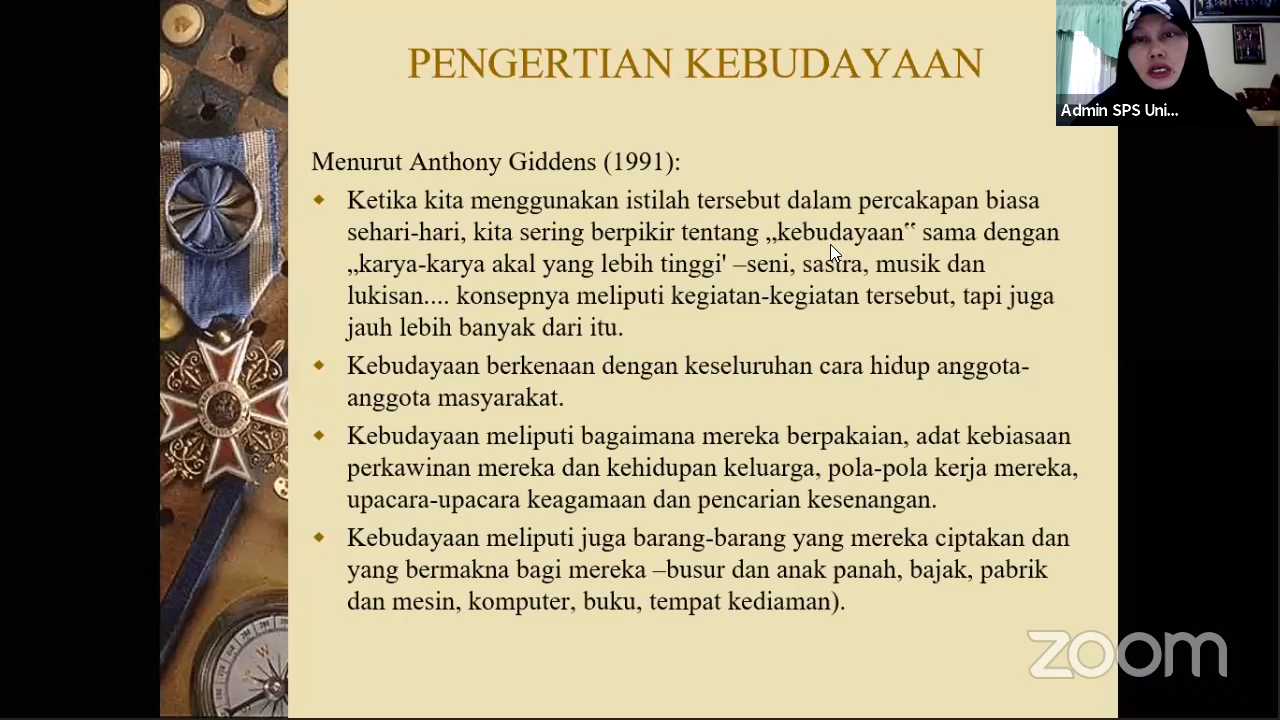 PENGERTIAN KEBUDAYAAN
Admin SPS Uni...
Menurut Anthony Giddens (1991):
Ketika kita menggunakan istilah tersebut dalam percakapan biasa
sehari-hari, kita sering berpikir tentang „kebudayaan‟ sama dengan
„karya-karya akal yang lebih tinggi' –seni, sastra, musik dan
lukisan.... konsepnya meliputi kegiatan-kegiatan tersebut, tapi juga
jauh lebih banyak dari itu.
Kebudayaan berkenaan dengan keseluruhan cara hidup anggota-
anggota masyarakat.
Kebudayaan meliputi bagaimana mereka berpakaian, adat kebiasaan
perkawinan mereka dan kehidupan keluarga, pola-pola kerja mereka,
upacara-upacara keagamaan dan pencarian kesenangan.
Kebudayaan meliputi juga barang-barang yang mereka ciptakan dan
yang bermakna bagi mereka –busur dan anak panah, bajak, pabrik
dan mesin, komputer, buku, tempat kediaman).
zoom